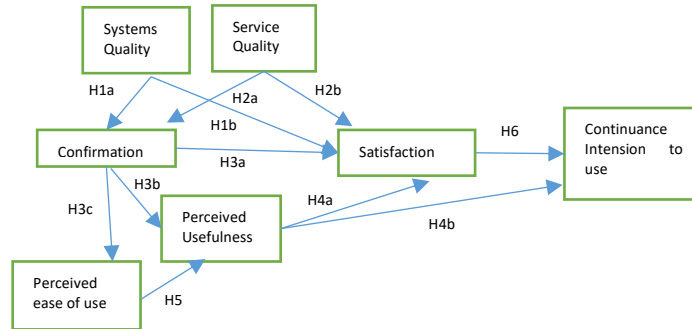 Systems
Quality
Service
Quality
H1a
H2a
H2b
H1b
Confirmation
H3a
Satisfaction
H6
Continuance
Intension to
use
H3b
H3c
Perceived
Usefulness
H4a
H4b
Perceived
ease of use
H5